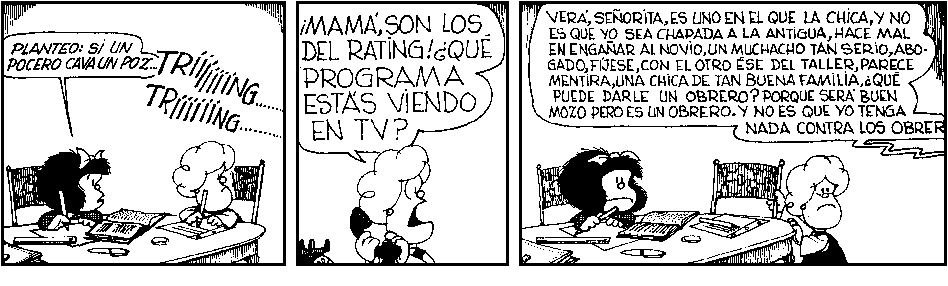 PLANTEO: SI UN
POCERO CAVA UN POZ...
TRIIIIIIING.....
TRIIIIIIING.......
¡MAMÁ, SON LOS
DEL RATING! ¿QUÉ
PROGRAMA
ESTÁS VIENDO
EN TV?
VERÁ, SEÑORITA, ES UNO EN EL QUE LA CHICA, Y NO
ES QUE YO SEA CHAPADA A LA ANTIGUA, HACE MAL
EN ENGAÑAR AL NOVIO, UN MUCHACHO TAN SERIO, ABO-
GADO, FÍJESE, CON EL OTRO ÉSE DEL TALLER, PARECE
MENTIRA, UNA CHICA DE TAN BUENA FAMILIA, ¿QUÉ
PUEDE DARLE UN OBRERO? PORQUE SERÁ BUEN
MOZO PERO ES UN OBRERO. Y NO ES QUE YO TENGA
NADA CONTRA LOS OBRER